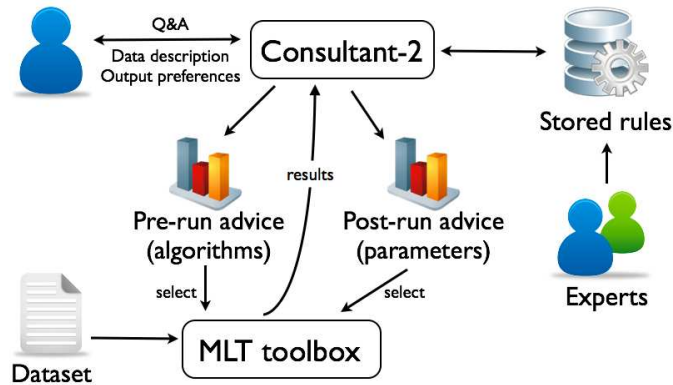 Q&A
Data description
Output preferences
Consultant-2
Stored rules
results
Pre-run advice
(algorithms)
Post-run advice
(parameters)
select
select
Experts
MLT toolbox
Dataset